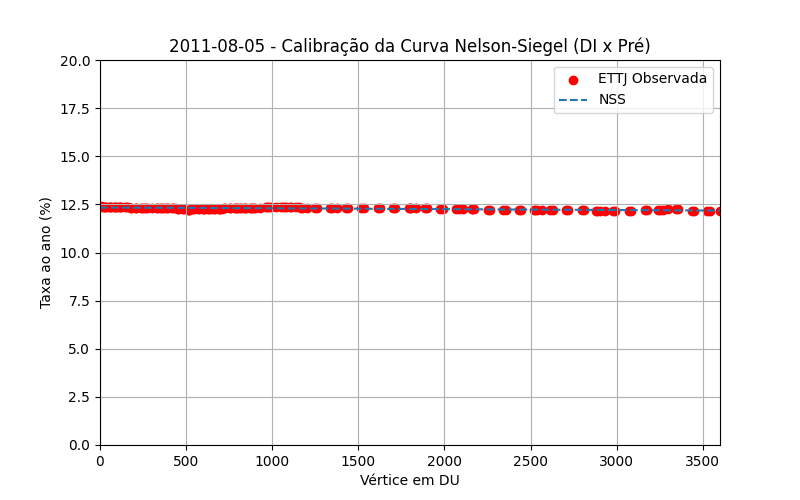 2011-08-05 - Calibração da Curva Nelson-Siegel (DI x Pré)
ETTJ Observada
NSS
Taxa ao ano (%)
20.0
17.5
15.0
12.5
10.0
7.5
5.0
2.5
0.0
0 500 1000 1500 2000 2500 3000 3500
Vértice em DU